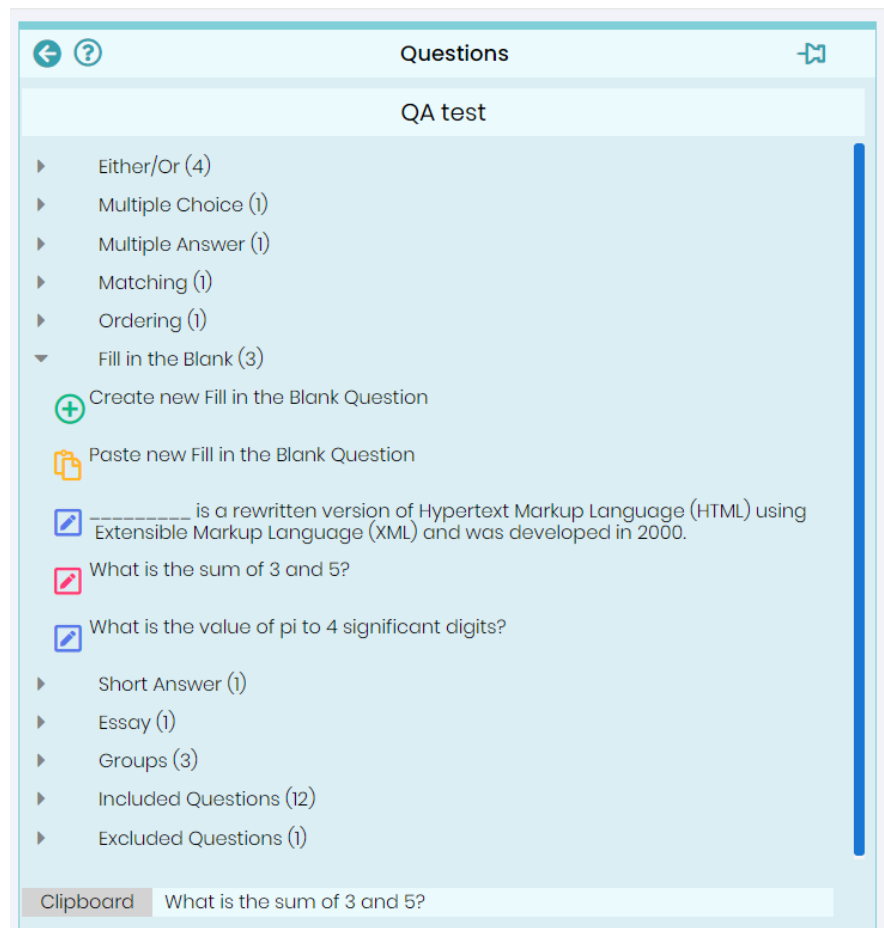 Questions
QA test
Either/Or (4)
Multiple Choice (1)
Multiple Answer (1)
Matching (1)
Ordering (1)
Fill in the Blank (3)
Create new Fill in the Blank Question
Paste new Fill in the Blank Question
_________ is a rewritten version of Hypertext Markup Language (HTML) using
Extensible Markup Language (XML) and was developed in 2000.
What is the sum of 3 and 5?
What is the value of pi to 4 significant digits?
Short Answer (1)
Essay (1)
Groups (3)
Included Questions (12)
Excluded Questions (1)
Clipboard What is the sum of 3 and 5?